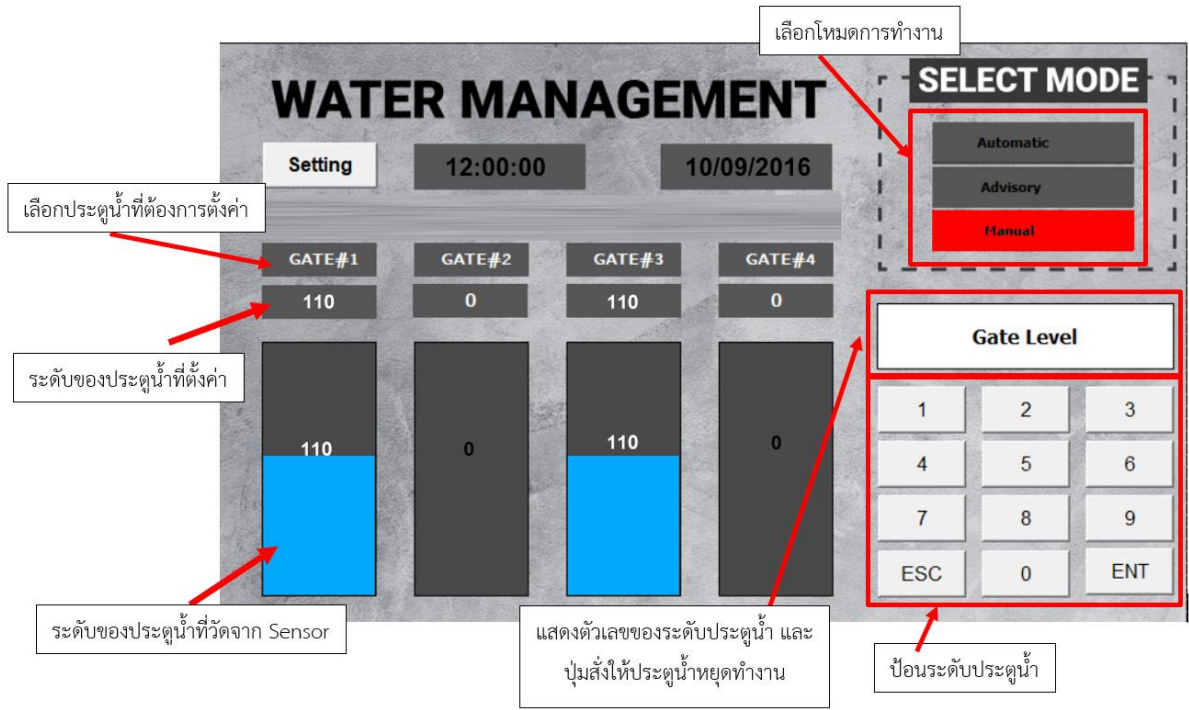 เลือกโหมดการทำงาน
WATER MANAGEMENT
SELECT MODE
Setting
12:00:00
10/09/2016
Automatic
Advisory
Manual
เลือกประตูน้ำที่ต้องการตั้งค่า
GATE#1 GATE#2 GATE#3 GATE#4
110 0 110 0
ระดับของประตูน้ำที่ตั้งค่า
110 0 110 0
Gate Level
1 2 3
4 5 6
7 8 9
ESC 0 ENT
ระดับของประตูน้ำที่วัดจาก Sensor
แสดงตัวเลขของระดับประตูน้ำ และ
ปุ่มสั่งให้ประตูน้ำหยุดทำงาน
ป้อนระดับประตูน้ำ